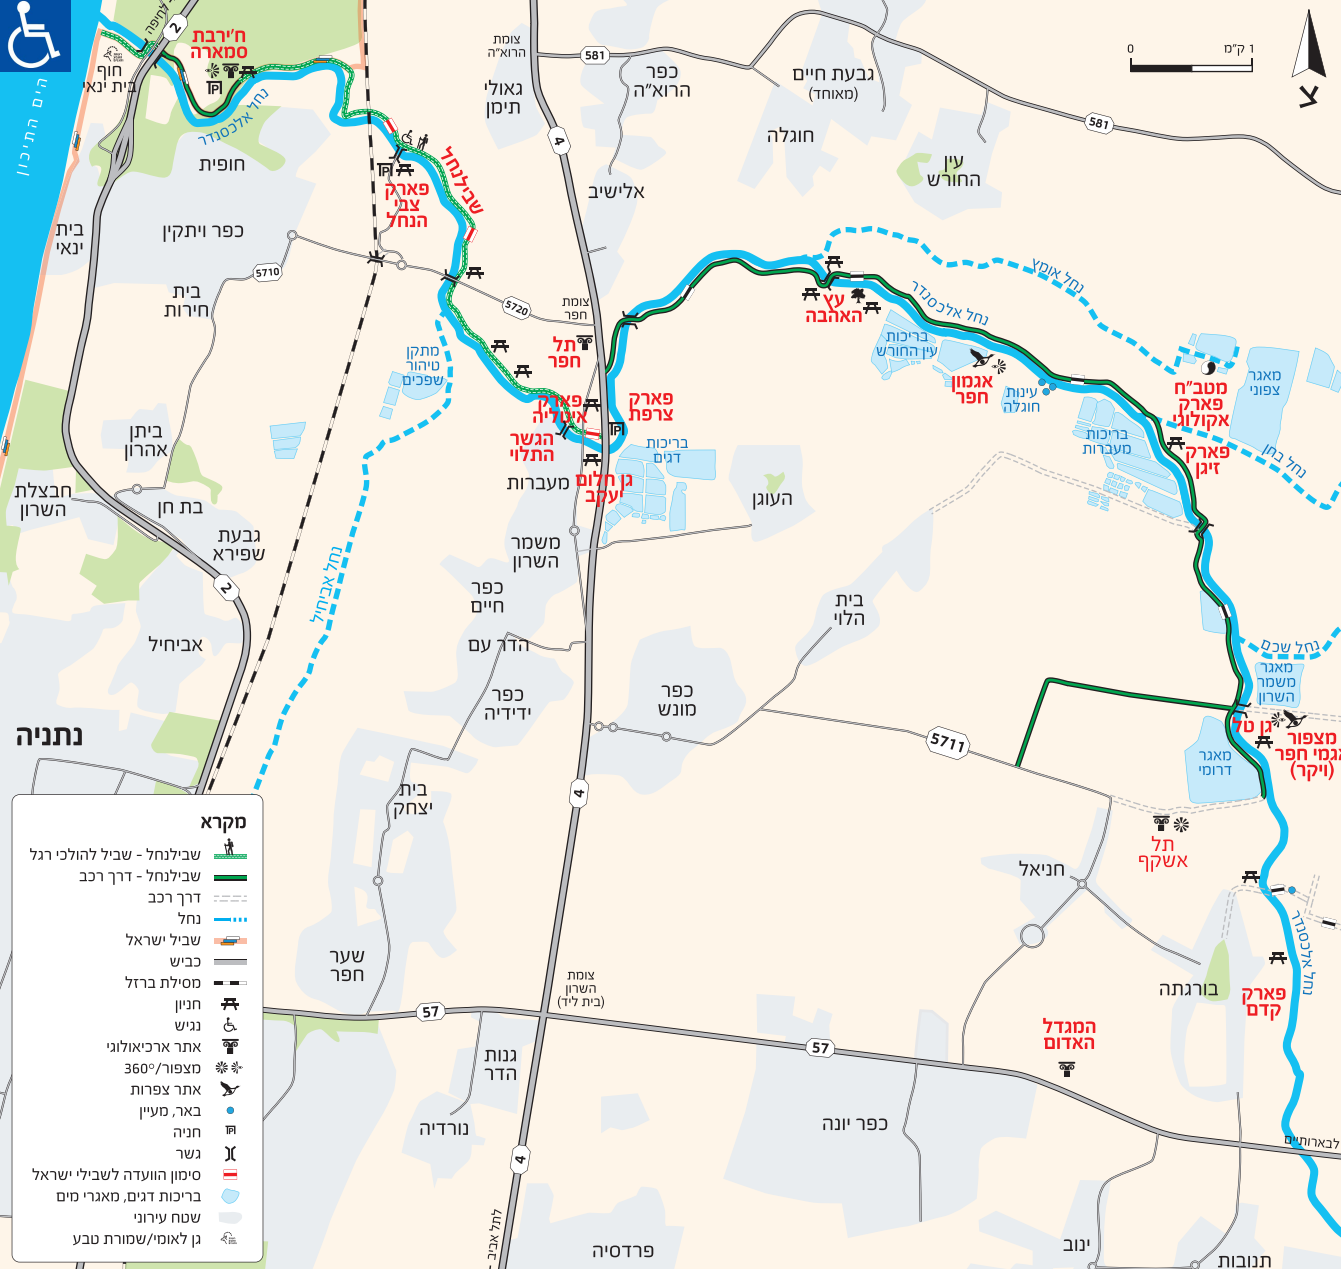 לחיפה
2
ח'ירבת
סמארה
חוף
בית ינאי
הים התיכון
נחל אלכסנדר
חופית
כפר ויתקין
בית
ינאי
בית
חירות
5710
שבילנחל
פארק
צבי
הנחל
צומת
הרוא"ה
581
גאולי
תימן
4
כפר
הרוא"ה
גבעת חיים
(מאוחד)
חוגלה
581
עין
החורש
0
1 ק"מ
צ
אלישיב
5720
צומת
חפר
תל
חפר
מתקן
טיהור
שפכים
פארק
איטליה
הגשר
התלוי
פארק
צרפת
בריכות
דגים
גן חלום
יעקב
מעברות
עץ
האהבה
נחל אומץ
נחל אלכסנדר
בריכות
עין החורש
אגמון
חפר
עינות
חוגלה
מטב"ח
פארק
אקולוגי
מאגר
צפוני
בריכות
מעברות
פארק
זיגן
נחל בחן
ביתן
אהרון
חבצלת
השרון
בת חן
גבעת
שפירא
2
אביחיל
נחל אביחיל
נתניה
העוגן
משמר
השרון
כפר
חיים
הדר עם
כפר
ידידיה
בית
הלוי
כפר
מונש
נחל שכם
מאגר
משמר
השרון
גן טל
מצפור
אגמי חפר
(ויקר)
מאגר
דרומי
5711
בית
יצחק
4
תל
אשקף
חניאל
שער
חפר
צומת
השרון
(בית ליד)
57
57
נחל אלכסנדר
פארק
קדם
בורגתה
המגדל
האדום
גנות
הדר
נורדיה
כפר יונה
לבארותיים
4
לתל אביב
פרדסיה
ינוב
תנובות
מקרא
שבילנחל - שביל להולכי רגל
שבילנחל - דרך רכב
דרך רכב
נחל
שביל ישראל
כביש
מסילת ברזל
חניון
נגיש
אתר ארכיאולוגי
מצפור/360°
אתר צפרות
באר, מעיין
חניה
גשר
סימון הוועדה לשבילי ישראל
בריכות דגים, מאגרי מים
שטח עירוני
גן לאומי/שמורת טבע